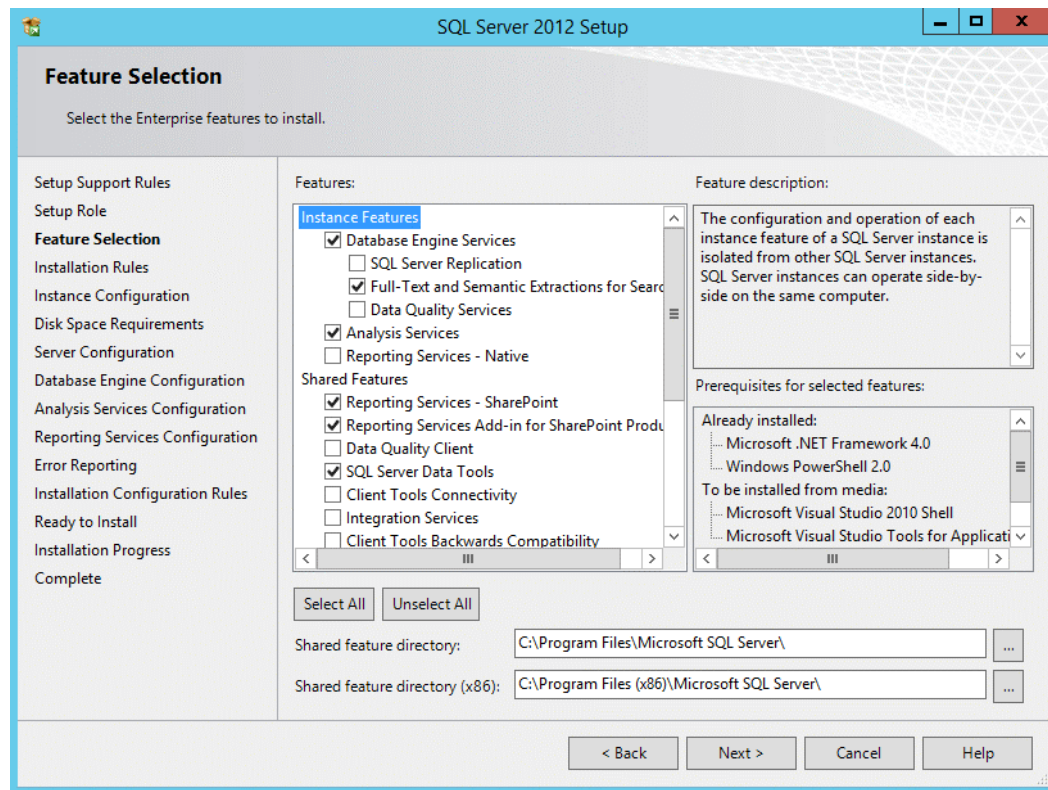 SQL Server 2012 Setup
Feature Selection
Select the Enterprise features to install.
Setup Support Rules
Setup Role
Feature Selection
Installation Rules
Instance Configuration
Disk Space Requirements
Server Configuration
Database Engine Configuration
Analysis Services Configuration
Reporting Services Configuration
Error Reporting
Installation Configuration Rules
Ready to Install
Installation Progress
Complete
Features:
Instance Features
Database Engine Services
SQL Server Replication
Full-Text and Semantic Extractions for Searc
Data Quality Services
Analysis Services
Reporting Services - Native
Shared Features
Reporting Services - SharePoint
Reporting Services Add-in for SharePoint Produ
Data Quality Client
SQL Server Data Tools
Client Tools Connectivity
Integration Services
Client Tools Backwards Compatibility
Feature description:
The configuration and operation of each
instance feature of a SQL Server instance is
isolated from other SQL Server instances.
SQL Server instances can operate side-by-
side on the same computer.
Prerequisites for selected features:
Already installed:
Microsoft .NET Framework 4.0
Windows PowerShell 2.0
To be installed from media:
Microsoft Visual Studio 2010 Shell
Microsoft Visual Studio Tools for Applicati
Select All
Unselect All
Shared feature directory:
C:\Program Files\Microsoft SQL Server\
...
Shared feature directory (x86):
C:\Program Files (x86)\Microsoft SQL Server\
...
< Back
Next >
Cancel
Help